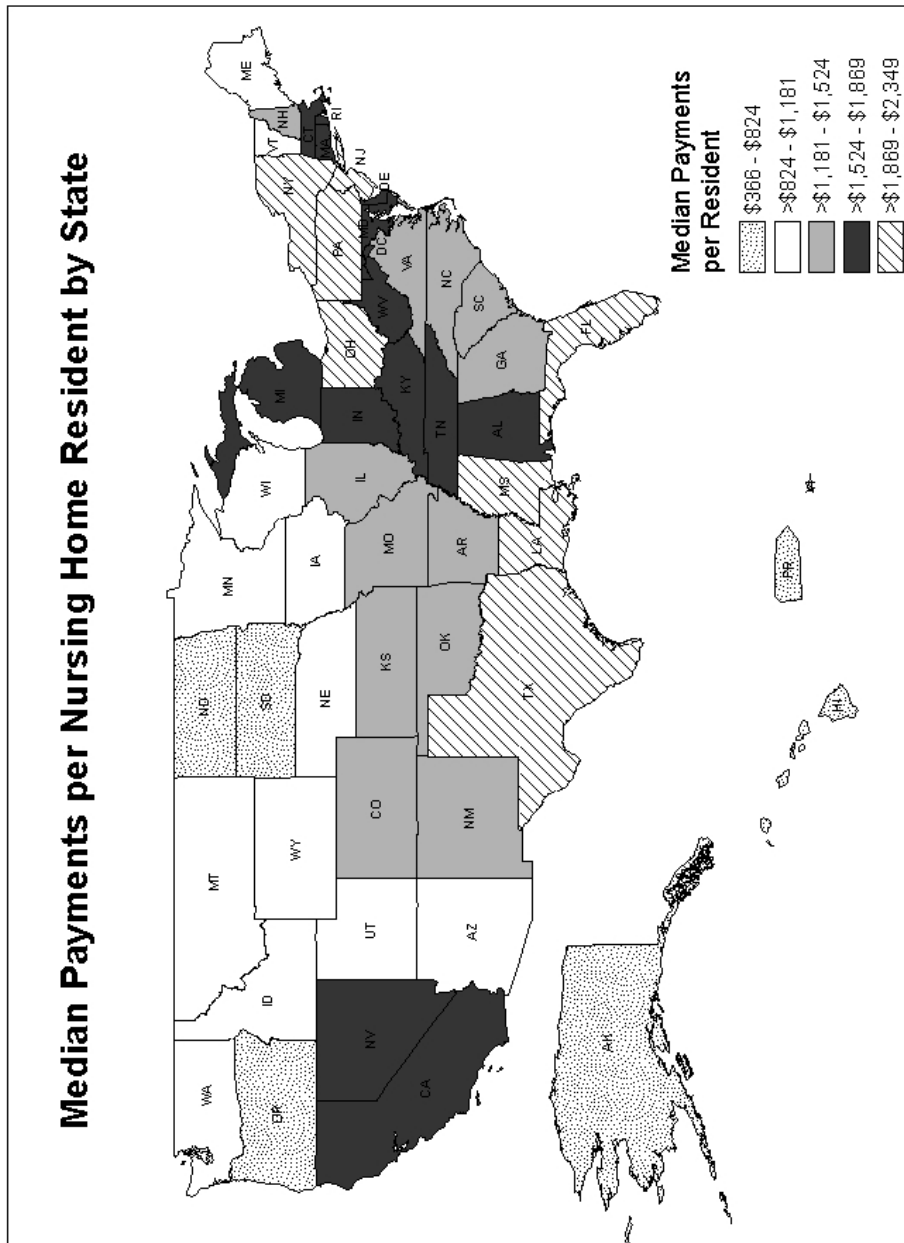 Median Payments per Nursing Home Resident by State
WA
OR
CA
NV
ID
MT
WY
UT
AZ
CO
NM
ND
SD
NE
KS
OK
TX
MN
IA
MO
AR
LA
WI
IL
MS
MI
IN
KY
TN
AL
OH
WV
GA
FL
SC
NC
VA
DC
MD
DE
PA
NJ
NY
VT
NH
ME
CT
MA
RI
AK
HI
PR
Median Payments
per Resident
$366 - $824
>$824 - $1,181
>$1,181 - $1,524
>$1,524 - $1,869
>$1,869 - $2,349